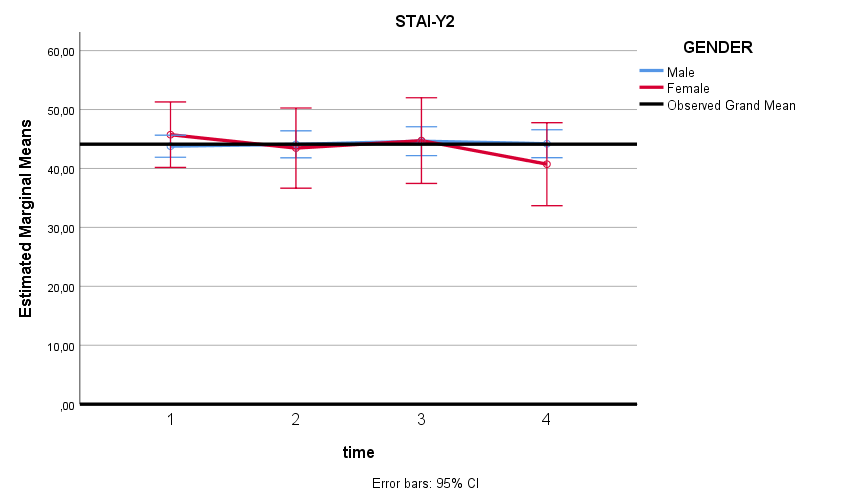 STAI-Y2
GENDER
Male
Female
Observed Grand Mean
Estimated Marginal Means
60,00
50,00
40,00
30,00
20,00
10,00
,00
1 2 3 4
time
Error bars: 95% CI